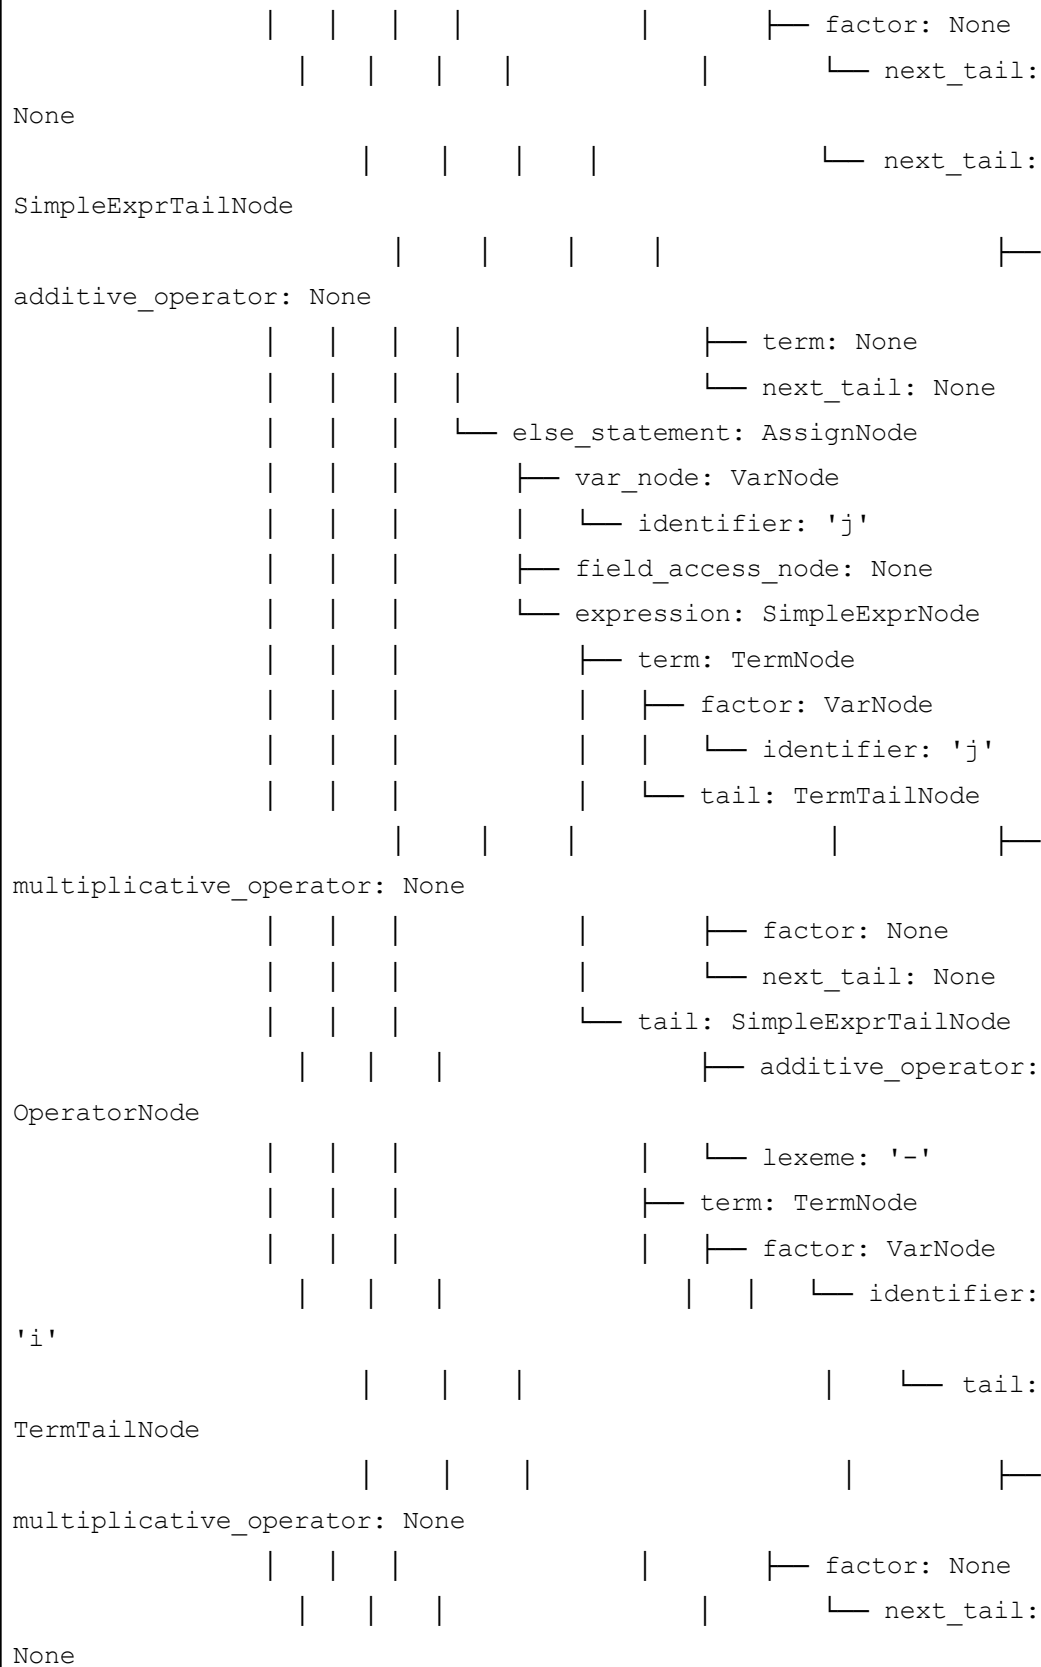 │ │ │ │ │ ├── factor: None
│ │ │ │ │ └── next_tail:
None
│ │ │ │ └── next_tail:
SimpleExprTailNode
│ │ │ │ ├──
additive_operator: None
│ │ │ │ ├── term: None
│ │ │ │ └── next_tail: None
│ │ │ └── else_statement: AssignNode
│ │ │ ├── var_node: VarNode
│ │ │ │ └── identifier: 'j'
│ │ │ ├── field_access_node: None
│ │ │ └── expression: SimpleExprNode
│ │ │ ├── term: TermNode
│ │ │ │ ├── factor: VarNode
│ │ │ │ │ └── identifier: 'j'
│ │ │ │ └── tail: TermTailNode
│ │ │ │ ├──
multiplicative_operator: None
│ │ │ │ ├── factor: None
│ │ │ │ └── next_tail: None
│ │ │ └── tail: SimpleExprTailNode
│ │ │ ├── additive_operator:
OperatorNode
│ │ │ │ └── lexeme: '-'
│ │ │ ├── term: TermNode
│ │ │ │ ├── factor: VarNode
│ │ │ │ │ └── identifier:
'i'
│ │ │ │ └── tail:
TermTailNode
│ │ │ │ ├──
multiplicative_operator: None
│ │ │ │ ├── factor: None
│ │ │ │ └── next_tail:
None